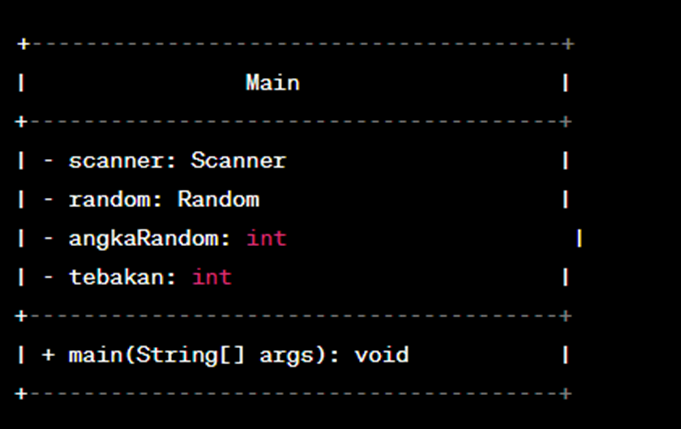 +---------------------------------------+
|                Main                   |
+---------------------------------------+
| - scanner: Scanner                    |
| - random: Random                      |
| - angkaRandom: int                     |
| - tebakan: int                        |
+---------------------------------------+
| + main(String[] args): void           |
+---------------------------------------+